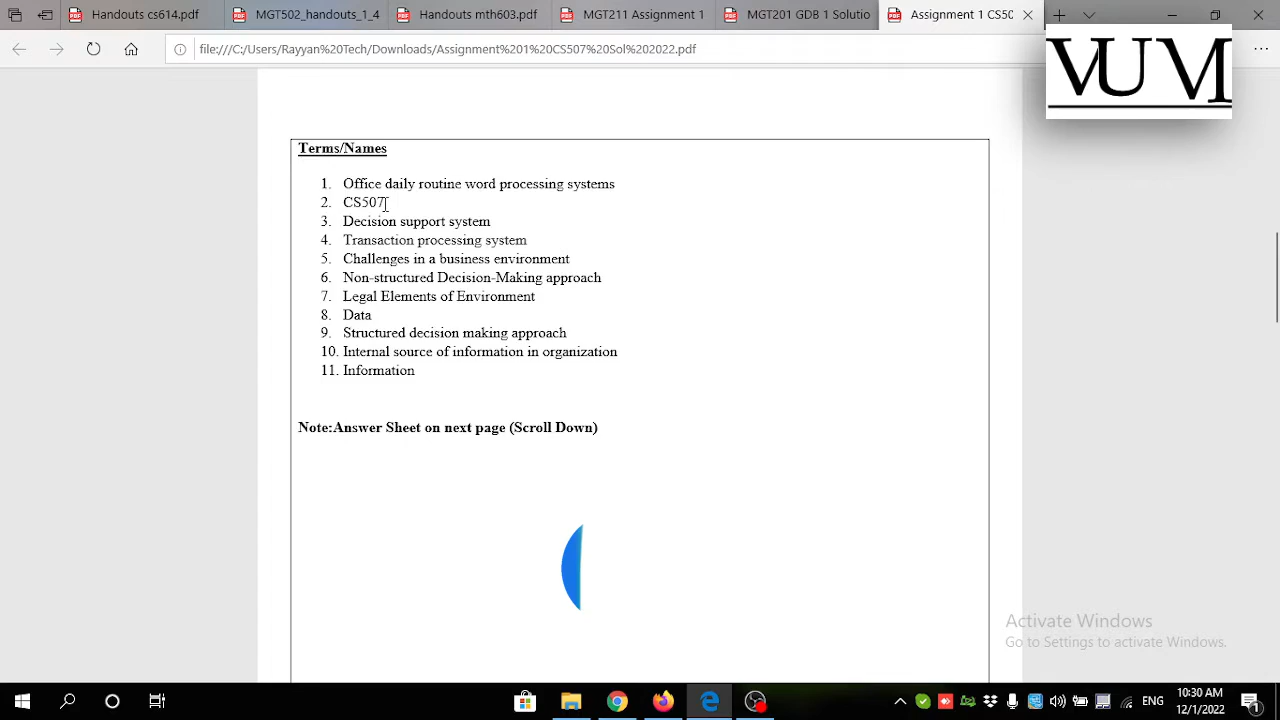 Handouts cs614.pdf
MGT502_Handouts_1_4
Handouts mth603.pdf
MGT211 Assignment 1
MGT201 GDB 1 Solution
Assignment 1 CS50
file:///C:/Users/Rayyan%20Tech/Downloads/Assignment%201%20CS507%20Sol%202022.pdf
VUM
Terms/Names
1. Office daily routine word processing systems
2. CS507
3. Decision support system
4. Transaction processing system
5. Challenges in a business environment
6. Non-structured Decision-Making approach
7. Legal Elements of Environment
8. Data
9. Structured decision making approach
10. Internal source of information in organization
11. Information
Note:Answer Sheet on next page (Scroll Down)
Activate Windows
Go to Settings to activate Windows.
ENG
10:30 AM
12/1/2022